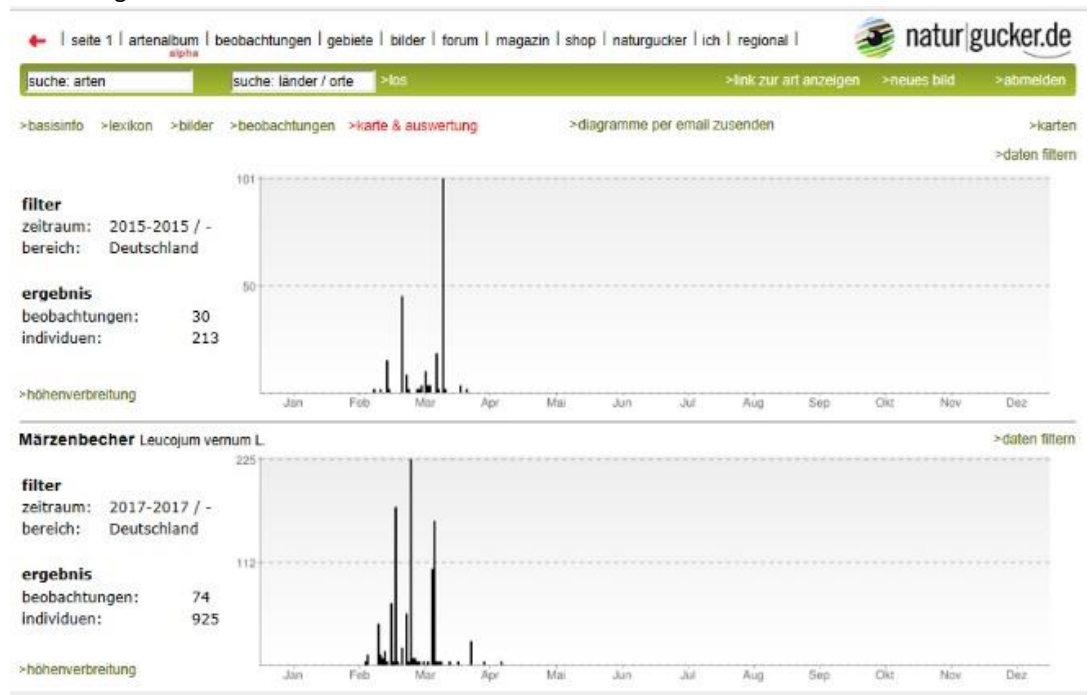 ← | seite 1 | artenalbum | beobachtungen | gebiete | bilder | forum | magazin | shop | naturgucker | ich | regional |
alpha
natur|gucker.de
suche: arten suche: länder / orte >los >link zur art anzeigen >neues bild >abmelden
>basisinfo >lexikon >bilder >beobachtungen >karte & auswertung >diagramme per email zusenden >karten
>daten filtern
101
filter
zeitraum: 2015-2015 / -
bereich: Deutschland
50
ergebnis
beobachtungen: 30
individuen: 213
>höhenverbreitung
Jan Feb Mar Apr Mai Jun Jul Aug Sep Okt Nov Dez
Märzenbecher Leucojum vernum L. >daten filtern
225
filter
zeitraum: 2017-2017 / -
bereich: Deutschland
112
ergebnis
beobachtungen: 74
individuen: 925
>höhenverbreitung
Jan Feb Mar Apr Mai Jun Jul Aug Sep Okt Nov Dez